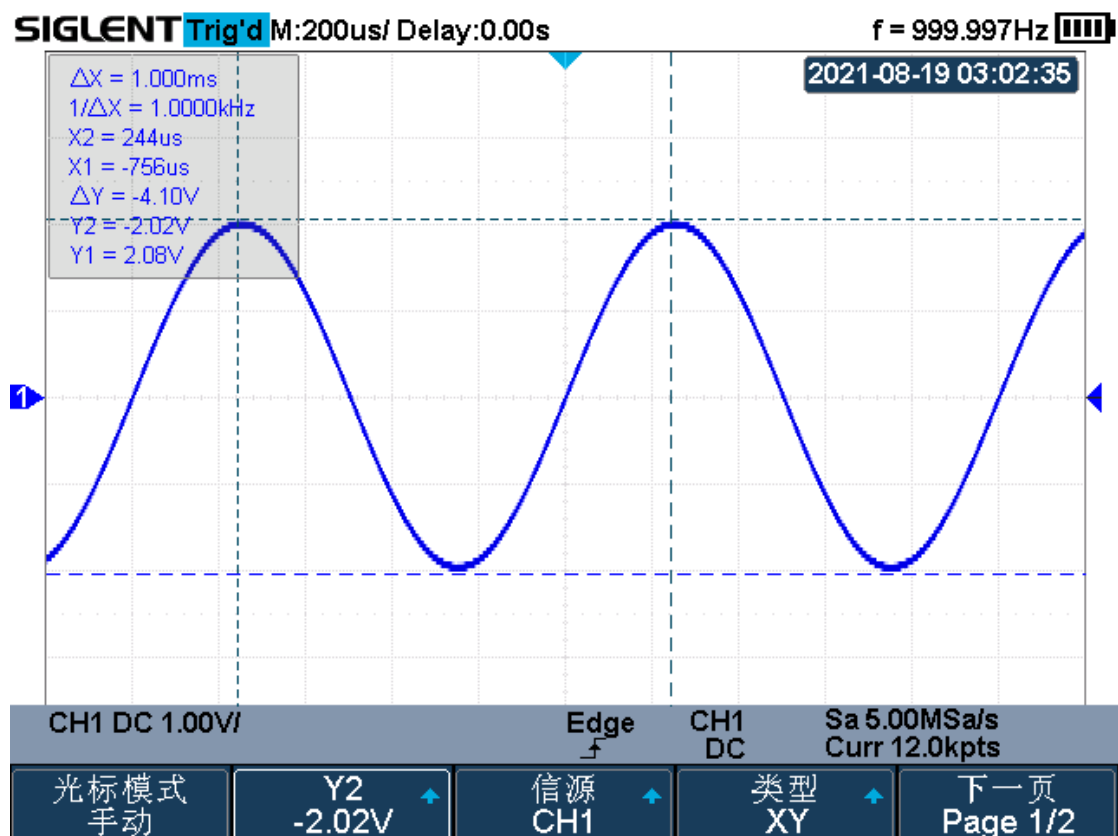 SIGLENT Trig'd M:200us/ Delay:0.00s f = 999.997Hz
2021-08-19 03:02:35
△X = 1.000ms
1/△X = 1.0000kHz
X2 = 244us
X1 = -756us
△Y = -4.10V
Y2 = -2.02V
Y1 = 2.08V
1
CH1 DC 1.00V/ Edge CH1 Sa 5.00MSa/s
DC Curr 12.0kpts
光标模式 Y2 信源 类型 下一页
手动 -2.02V CH1 XY Page 1/2